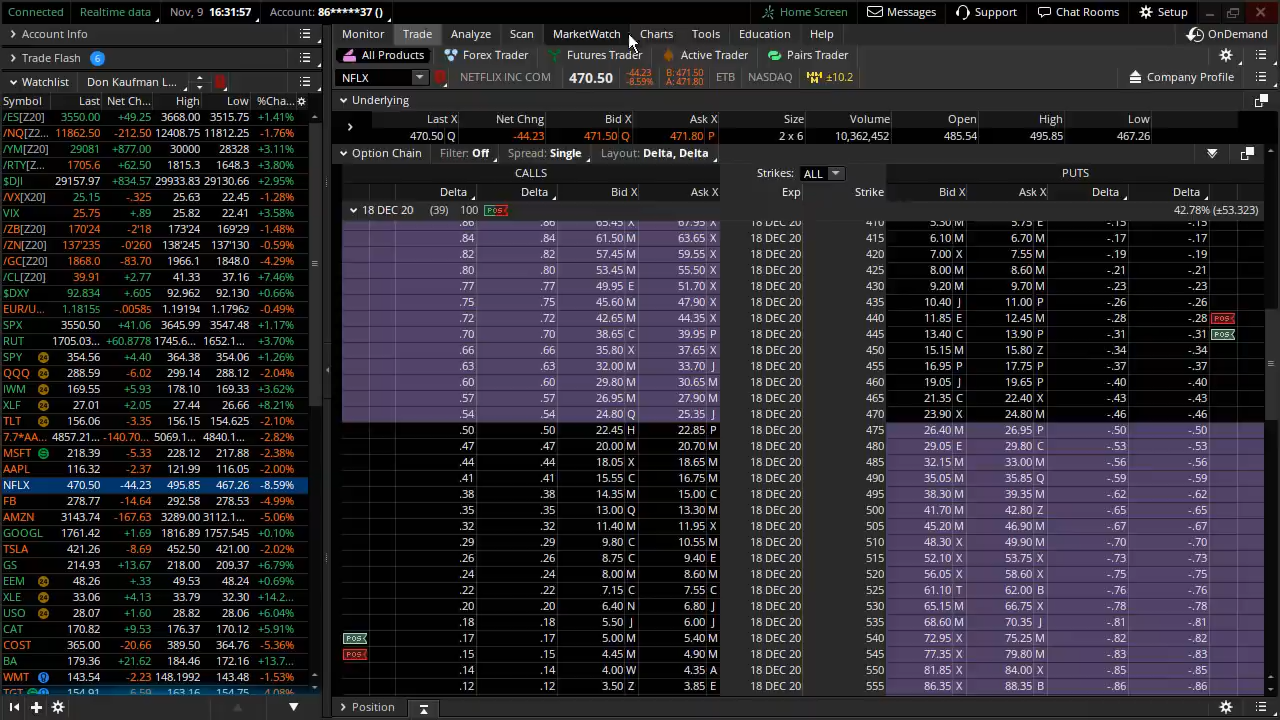 Connected Realtime data Nov, 9 16:31:57 Account: 86*****37 () Home Screen Messages Support Chat Rooms Setup
Account Info Monitor Trade Analyze Scan MarketWatch Charts Tools Education Help OnDemand
Trade Flash 6 All Products Forex Trader Futures Trader Active Trader Pairs Trader
Watchlist Don Kaufman L... NFLX NETFLIX INC COM 470.50 -44.23 -8.59% B: 471.50 A: 471.80 ETB NASDAQ ±10.2 Company Profile
Symbol Last Net Ch... High Low %Cha... Underlying
/ES[Z20] 3550.00 +49.25 3668.00 3515.75 +1.41% Last X Net Chng Bid X Ask X Size Volume Open High Low
/NQ[Z2... 11862.50 -212.50 12408.75 11812.25 -1.76% 470.50 Q -44.23 471.50 Q 471.80 P 2 x 6 10,362,452 485.54 495.85 467.26
/YM[Z20] 29081 +877.00 30000 28328 +3.11% Option Chain Filter: Off Spread: Single Layout: Delta, Delta
/RTY[Z... 1705.6 +62.50 1815.3 1648.3 +3.80% CALLS Strikes: ALL PUTS
$DJI 29157.97 +834.57 29933.83 29130.66 +2.95%
/VX[X20] 25.15 -.325 25.63 22.45 -1.28% Delta Delta Bid X Ask X Exp Strike Bid X Ask X Delta Delta
VIX 25.75 +.89 25.82 22.41 +3.58% 18 DEC 20 (39) 100 POS 42.78% (±53.323)
/ZB[Z20] 170'24 -2'18 173'24 169'29 -1.48% .86 .86 65.45 X 67.95 X 18 DEC 20 410 5.30 M 5.75 E -.15 -.15
/ZN[Z20] 137'235 -0'260 138'245 137'130 -0.59% .84 .84 61.50 M 63.65 X 18 DEC 20 415 6.10 M 6.70 M -.17 -.17
/GC[Z20] 1868.0 -83.70 1966.1 1848.0 -4.29% .82 .82 57.45 M 59.55 X 18 DEC 20 420 7.00 X 7.55 M -.19 -.19
/CL[Z20] 39.91 +2.77 41.33 37.16 +7.46% .80 .80 53.45 M 55.50 X 18 DEC 20 425 8.00 M 8.60 M -.21 -.21
$DXY 92.834 +.605 92.962 92.130 +0.66% .77 .77 49.95 E 51.70 X 18 DEC 20 430 9.20 M 9.70 M -.23 -.23
EUR/U... 1.18155 -.00585 1.19194 1.17962 -0.49% .75 .75 45.60 M 47.90 X 18 DEC 20 435 10.40 J 11.00 P -.26 -.26
SPX 3550.50 +41.06 3645.99 3547.48 +1.17% .72 .72 42.65 M 44.35 X 18 DEC 20 440 11.85 E 12.45 M -.28 -.28 POS
RUT 1705.03... +60.8778 1745.6... 1652.1... +3.70% .70 .70 38.65 C 39.95 P 18 DEC 20 445 13.40 C 13.90 P -.31 -.31 POS
SPY 354.56 +4.40 364.38 354.06 +1.26% .66 .66 35.80 X 37.65 X 18 DEC 20 450 15.15 M 15.80 Z -.34 -.34
QQQ 288.59 -6.02 299.14 288.12 -2.04% .63 .63 32.00 M 33.70 J 18 DEC 20 455 16.95 P 17.75 P -.37 -.37
IWM 169.55 +5.93 178.10 169.33 +3.62% .60 .60 29.80 M 30.65 M 18 DEC 20 460 19.05 J 19.65 P -.40 -.40
XLF 27.01 +2.05 27.44 26.66 +8.21% .57 .57 26.95 M 27.90 M 18 DEC 20 465 21.35 C 22.40 X -.43 -.43
TLT 156.06 -3.35 156.154 154.625 -2.10% .54 .54 24.80 Q 25.35 J 18 DEC 20 470 23.90 X 24.80 M -.46 -.46
7.7*AA... 4857.21... -140.70... 5069.1... 4840.1... -2.82% .50 .50 22.45 H 22.85 P 18 DEC 20 475 26.40 M 26.95 P -.50 -.50
MSFT 218.39 -5.33 228.12 217.88 -2.38% .47 .47 20.00 M 20.70 M 18 DEC 20 480 29.05 E 29.80 C -.53 -.53
AAPL 116.32 -2.37 121.99 116.05 -2.00% .44 .44 18.05 X 18.65 M 18 DEC 20 485 32.15 M 33.00 M -.56 -.56
NFLX 470.50 -44.23 495.85 467.26 -8.59% .41 .41 15.55 C 16.75 M 18 DEC 20 490 35.05 M 35.85 Q -.59 -.59
FB 278.77 -14.64 292.58 278.53 -4.99% .38 .38 14.35 M 15.00 C 18 DEC 20 495 38.30 M 39.35 M -.62 -.62
AMZN 3143.74 -167.63 3289.00 3112.1... -5.06% .35 .35 13.00 Q 13.30 M 18 DEC 20 500 41.70 M 42.80 Z -.65 -.65
GOOGL 1761.42 +1.69 1816.89 1757.545 +0.10% .32 .32 11.40 M 11.95 X 18 DEC 20 505 45.20 M 46.90 M -.67 -.67
TSLA 421.26 -8.69 452.50 421.00 -2.02% .29 .29 9.80 C 10.55 M 18 DEC 20 510 48.30 X 49.90 M -.70 -.70
GS 214.93 +13.67 218.00 209.37 +6.79% .26 .26 8.75 C 9.40 E 18 DEC 20 515 52.10 X 53.75 X -.73 -.73
EEM 48.26 +.33 49.53 48.24 +0.69% .24 .24 8.00 M 8.60 M 18 DEC 20 520 56.05 X 58.60 X -.75 -.75
XLE 33.06 +4.13 33.79 32.30 +14.2... .22 .22 7.15 C 7.55 M 18 DEC 20 525 61.10 T 62.00 B -.76 -.76
USO 28.07 +1.60 28.82 28.06 +6.04% .20 .20 6.40 N 6.80 J 18 DEC 20 530 65.15 M 66.75 X -.78 -.78
CAT 170.82 +9.53 176.37 170.12 +5.91% .18 .18 5.50 J 6.00 J 18 DEC 20 535 68.60 M 70.35 J -.81 -.81
COST 365.00 -20.66 389.50 364.76 -5.36% POS .17 .17 5.00 M 5.40 M 18 DEC 20 540 72.95 X 75.25 M -.82 -.82
BA 179.36 +21.62 184.46 172.16 +13.7... POS .15 .15 4.45 M 4.90 M 18 DEC 20 545 77.35 X 79.30 X -.83 -.83
WMT 143.54 -2.23 148.1992 143.48 -1.53% .14 .14 4.00 W 4.35 A 18 DEC 20 550 81.85 X 84.00 X -.85 -.85
TGT 154.91 -6.59 163.16 154.75 -4.08% .12 .12 3.50 Z 3.85 E 18 DEC 20 555 86.35 X 88.35 B -.86 -.86
Position